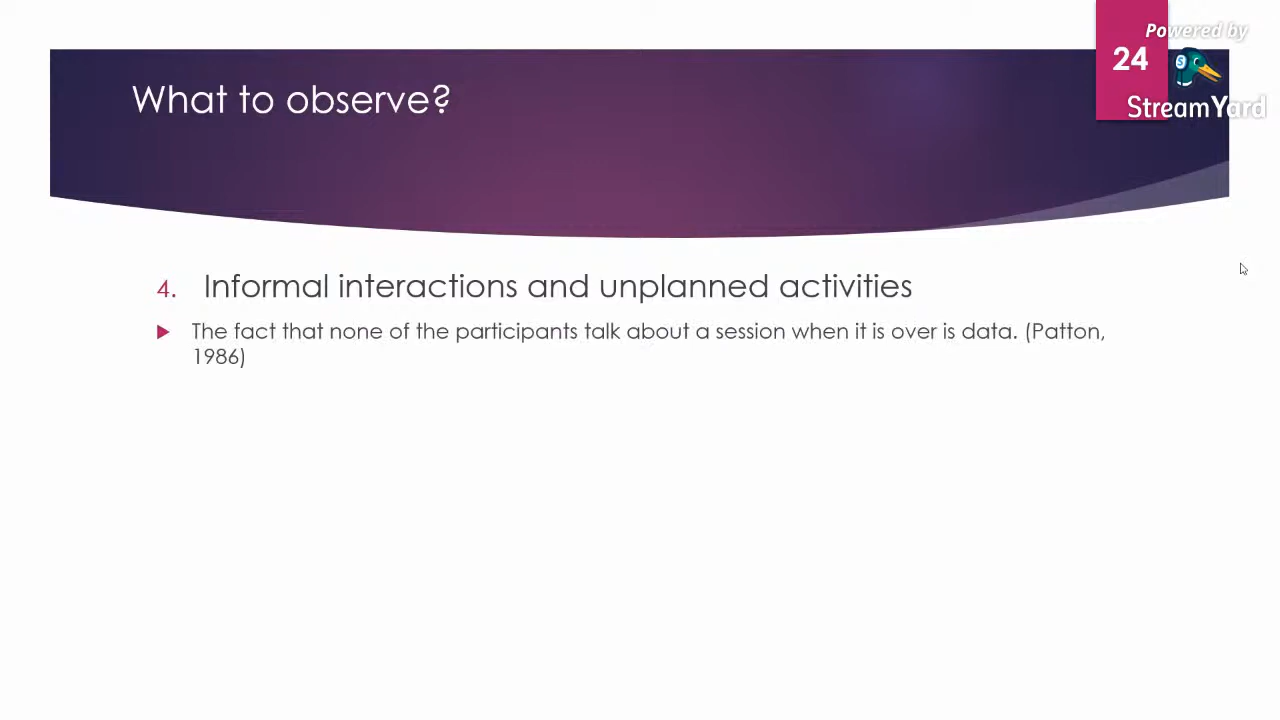 Powered by
24
StreamYard
What to observe?
4. Informal interactions and unplanned activities
The fact that none of the participants talk about a session when it is over is data. (Patton,
1986)